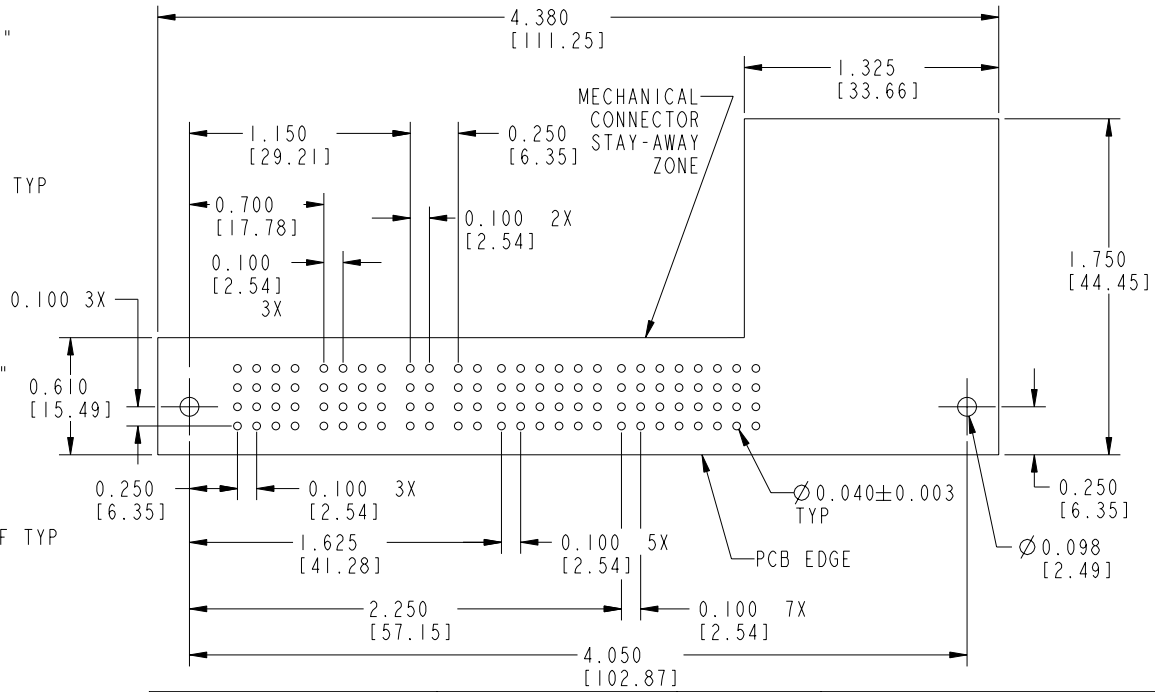 4.380
[111.25]
"
1.325
[33.66]
MECHANICAL
CONNECTOR
STAY-AWAY
ZONE
1.150
[29.21]
0.250
[6.35]
TYP
0.700
[17.78]
0.100 2X
[2.54]
0.100
[2.54]
3X
1.750
[44.45]
0.100 3X
"
0.610
[15.49]
0.250
[6.35]
0.100 3X
[2.54]
Ø 0.040±0.003
TYP
0.250
[6.35]
F TYP
1.625
[41.28]
0.100 5X
[2.54]
PCB EDGE
Ø 0.098
[2.49]
2.250
[57.15]
0.100 7X
[2.54]
4.050
[102.87]